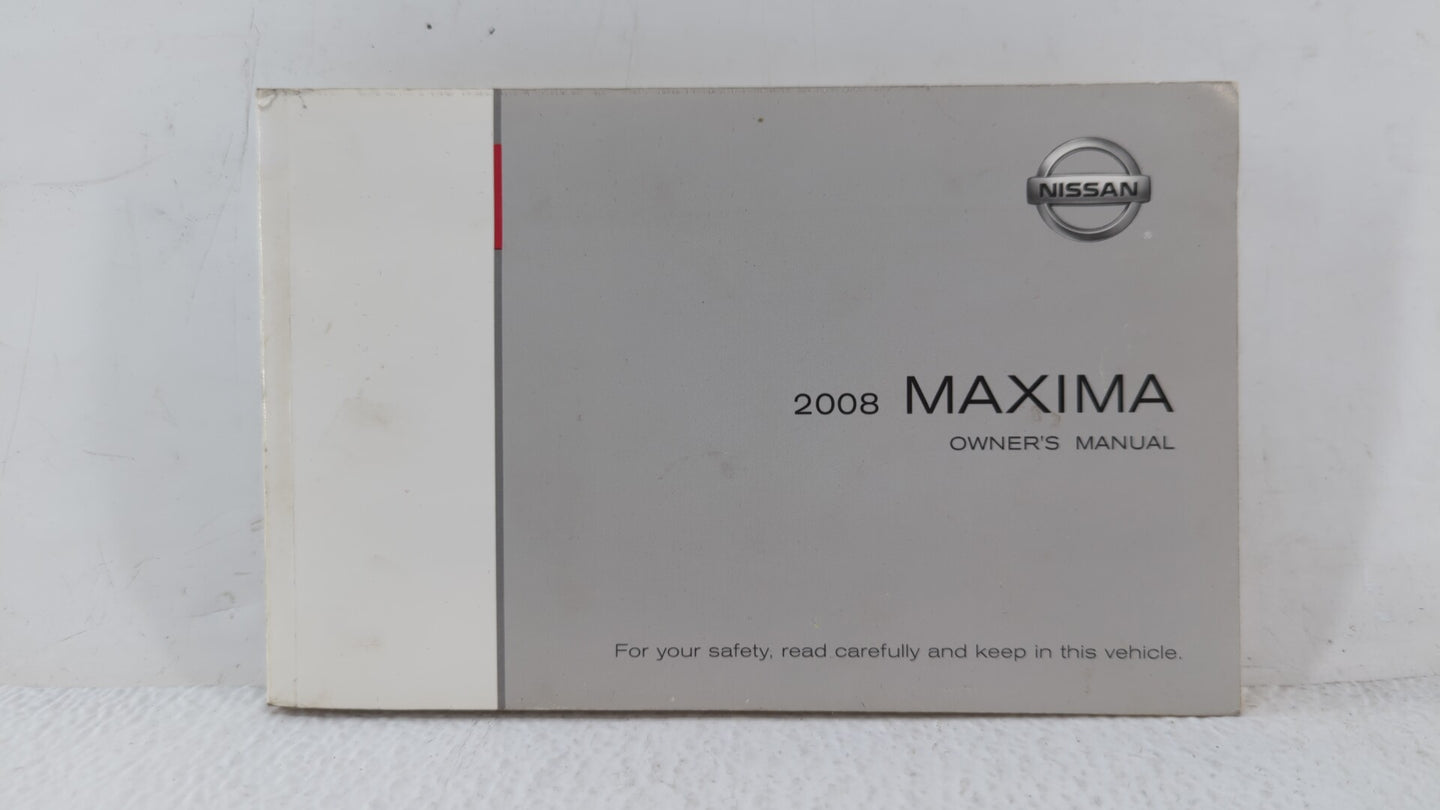 NISSAN
®
2008 MAXIMA
OWNER'S MANUAL
For your safety, read carefully and keep in this vehicle.